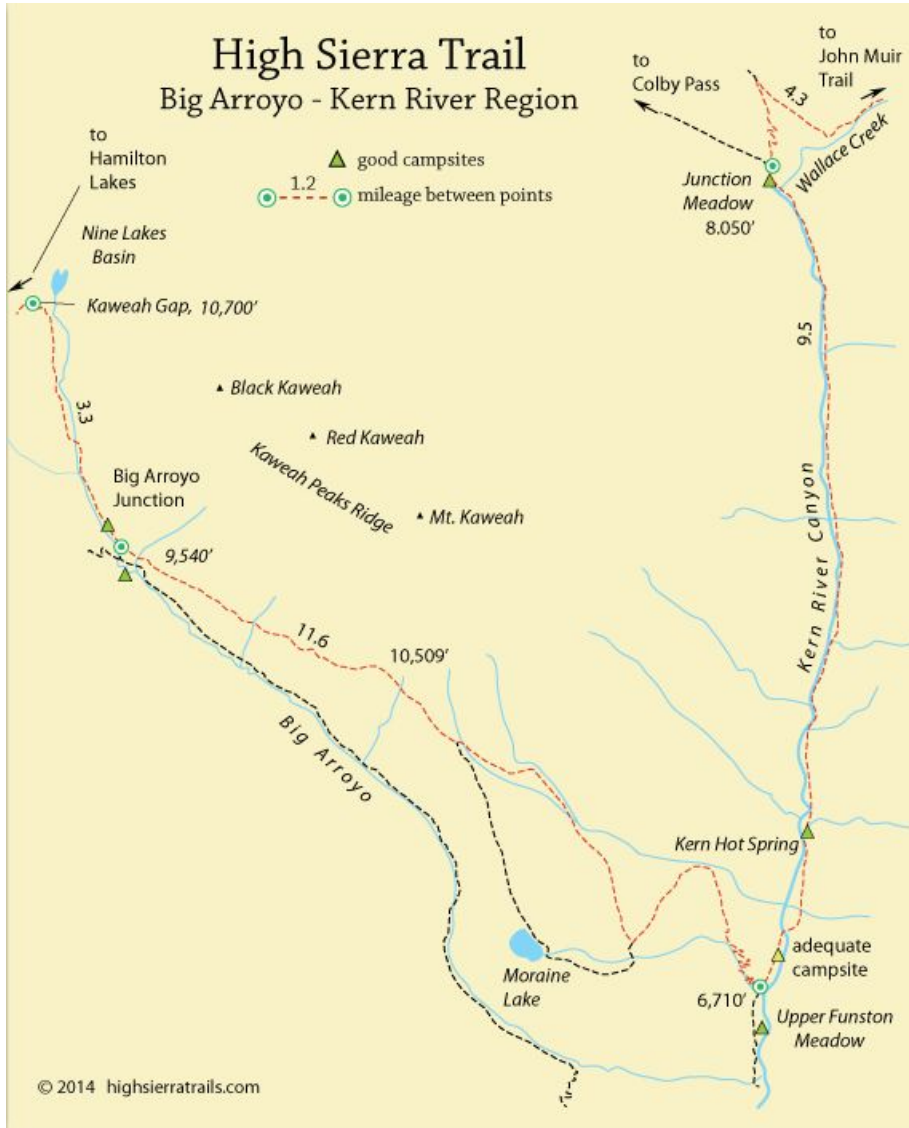 High Sierra Trail
Big Arroyo - Kern River Region
good campsites
1.2
mileage between points
to
Hamilton
Lakes
Nine Lakes
Basin
Kaweah Gap, 10,700'
to
Colby Pass
to
John Muir
Trail
4.3
Wallace Creek
Junction
Meadow
8.050'
3.3
Black Kaweah
Red Kaweah
Kaweah Peaks Ridge
Mt. Kaweah
9.5
Kern River Canyon
Big Arroyo
Junction
9,540'
11.6
10,509'
Big Arroyo
Kern Hot Spring
Moraine
Lake
adequate
campsite
6,710'
Upper Funston
Meadow
© 2014 highsierratrails.com